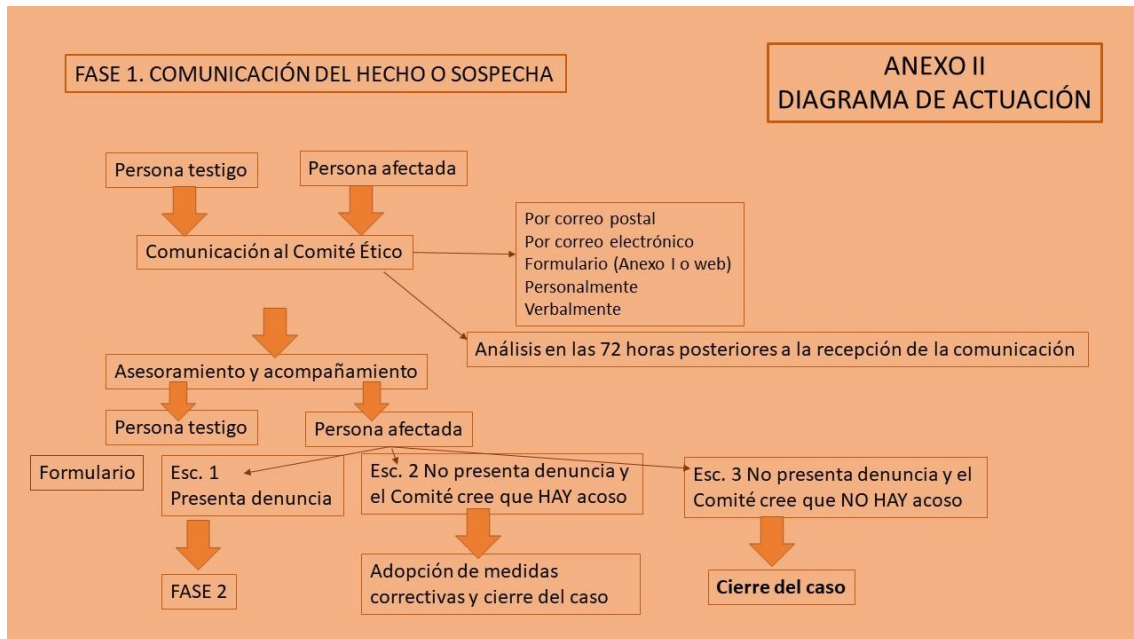 FASE 1. COMUNICACIÓN DEL HECHO O SOSPECHA
ANEXO II
DIAGRAMA DE ACTUACIÓN
Persona testigo
Persona afectada
Comunicación al Comité Ético
Por correo postal
Por correo electrónico
Formulario (Anexo I o web)
Personalmente
Verbalmente
Análisis en las 72 horas posteriores a la recepción de la comunicación
Asesoramiento y acompañamiento
Persona testigo
Persona afectada
Formulario
Esc. 1
Presenta denuncia
Esc. 2 No presenta denuncia y
el Comité cree que HAY acoso
Esc. 3 No presenta denuncia y el
Comité cree que NO HAY acoso
FASE 2
Adopción de medidas
correctivas y cierre del caso
Cierre del caso